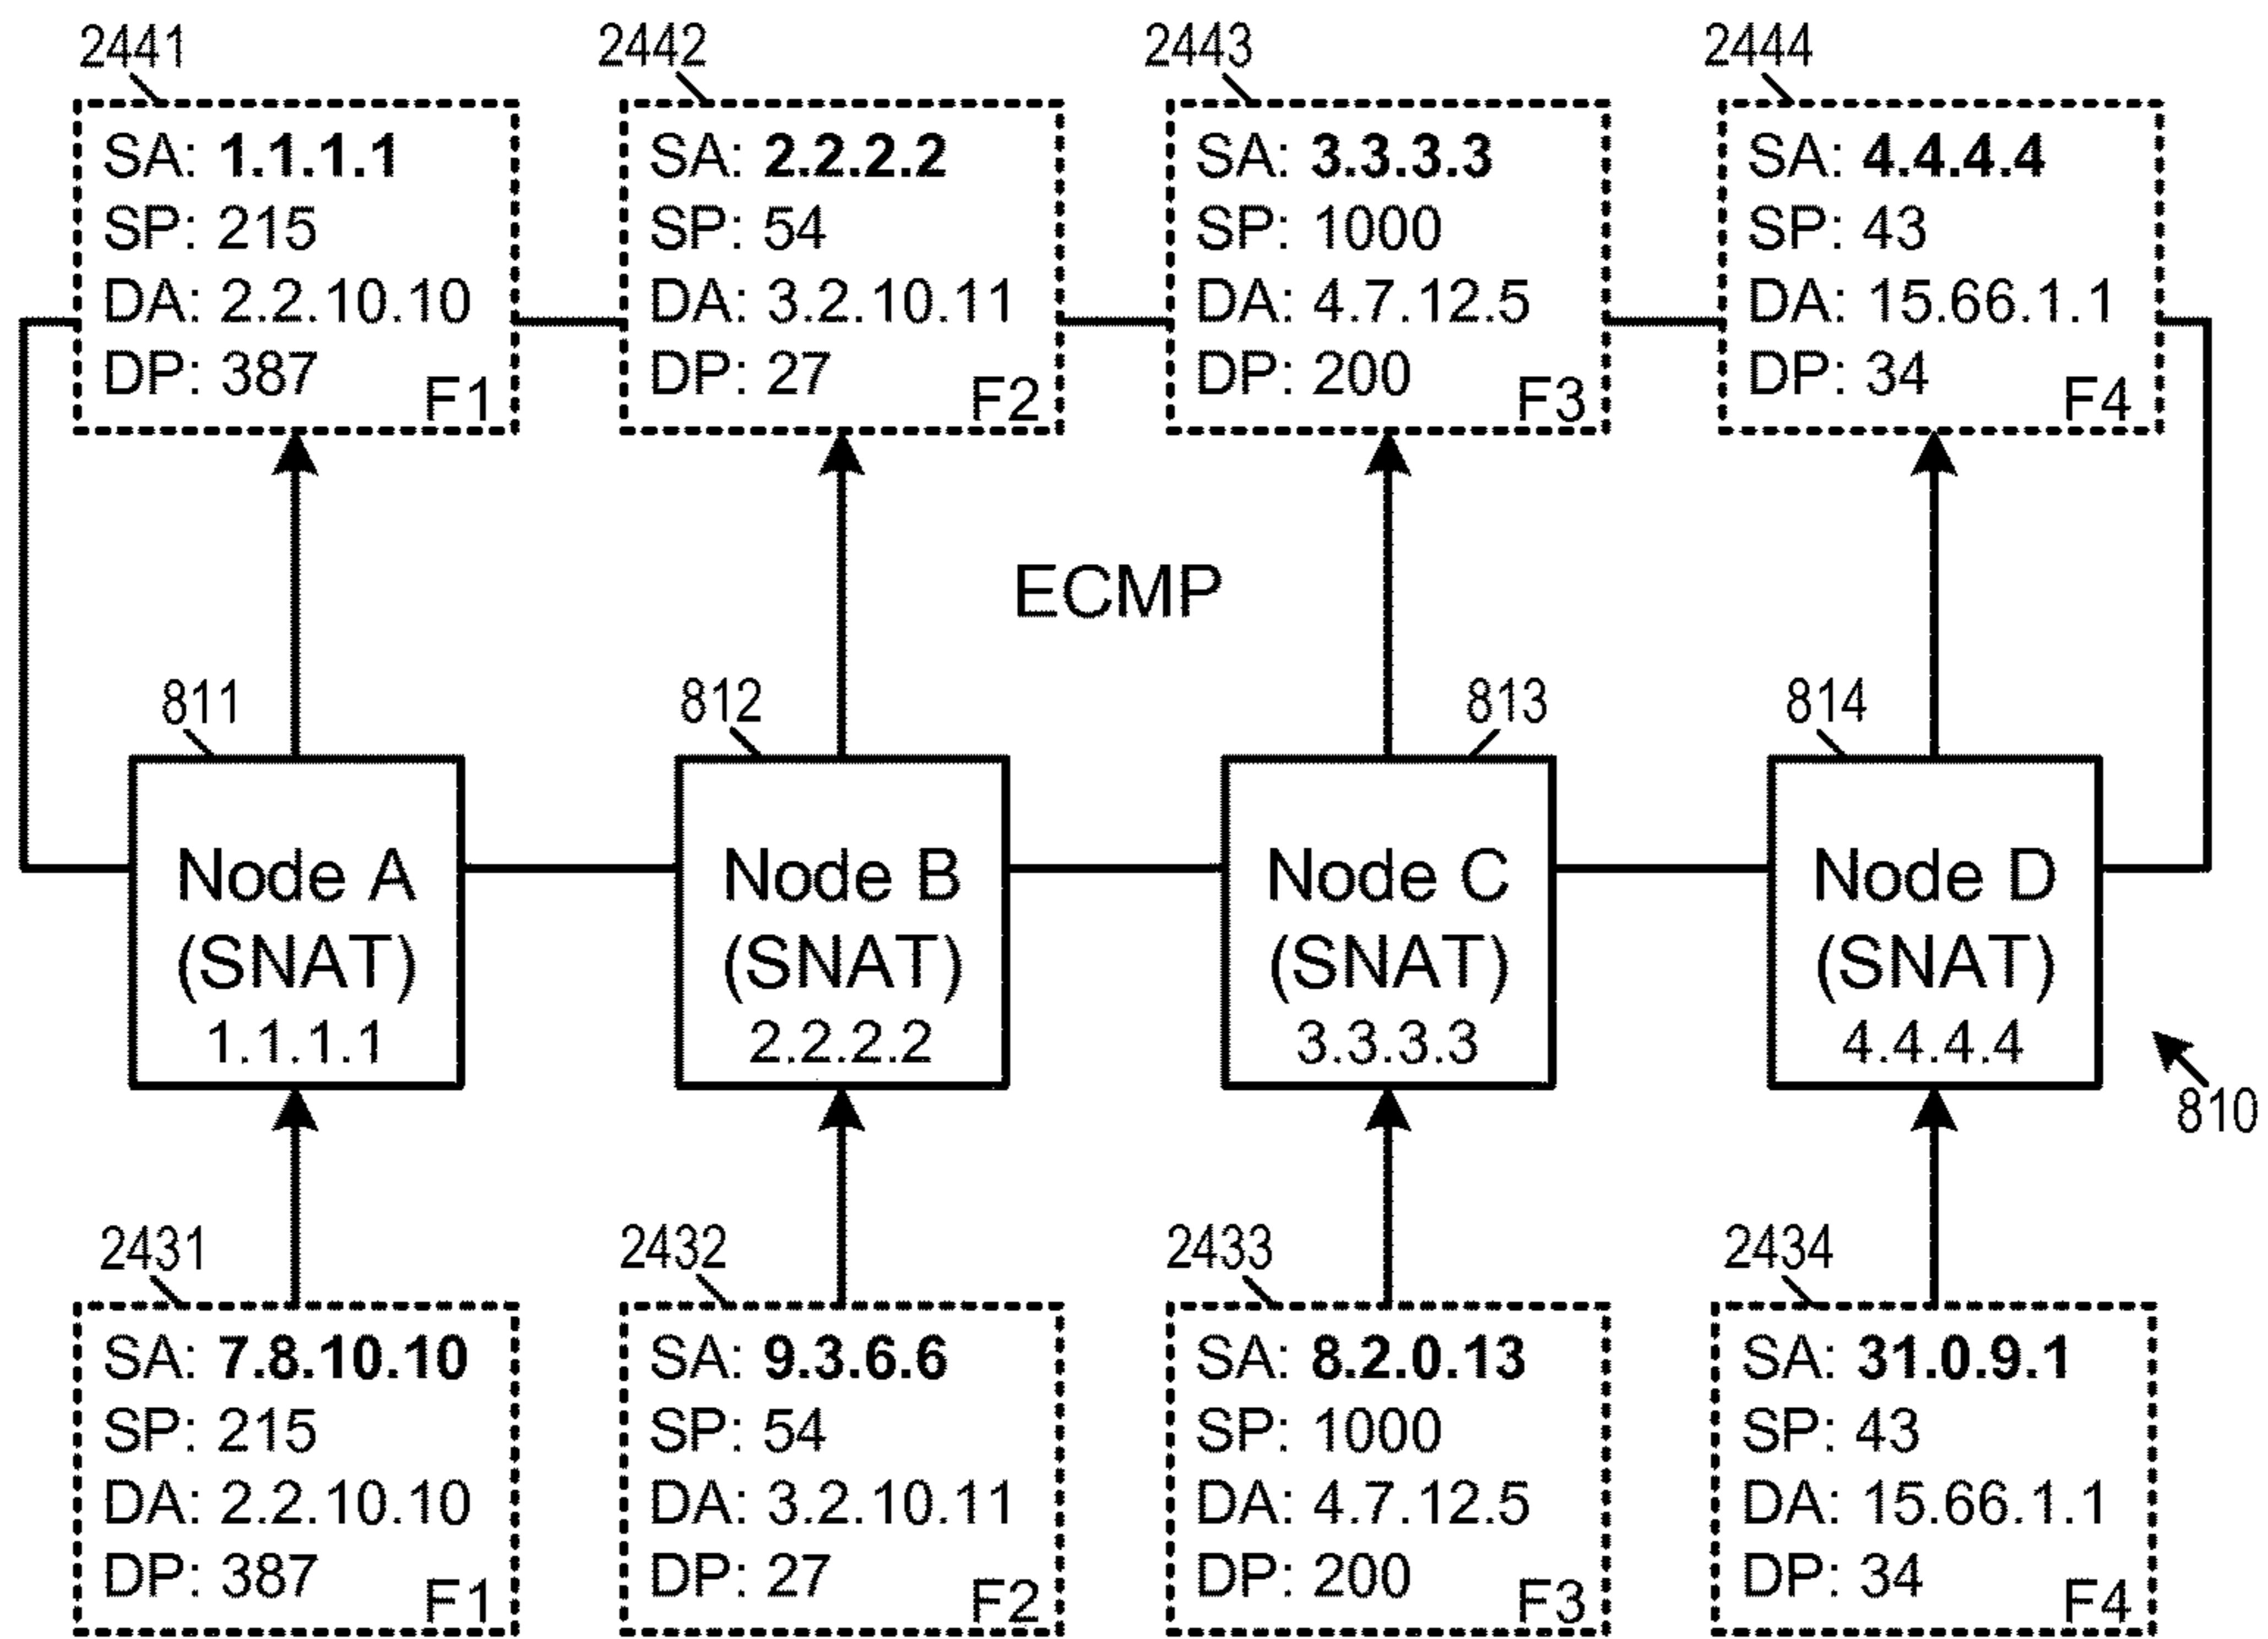 2441
SA: 1.1.1.1
SP: 215
DA: 2.2.10.10
DP: 387
F1
2442
SA: 2.2.2.2
SP: 54
DA: 3.2.10.11
DP: 27
F2
2443
SA: 3.3.3.3
SP: 1000
DA: 4.7.12.5
DP: 200
F3
2444
SA: 4.4.4.4
SP: 43
DA: 15.66.1.1
DP: 34
F4
ECMP
811
Node A
(SNAT)
1.1.1.1
812
Node B
(SNAT)
2.2.2.2
813
Node C
(SNAT)
3.3.3.3
814
Node D
(SNAT)
4.4.4.4
810
2431
SA: 7.8.10.10
SP: 215
DA: 2.2.10.10
DP: 387
F1
2432
SA: 9.3.6.6
SP: 54
DA: 3.2.10.11
DP: 27
F2
2433
SA: 8.2.0.13
SP: 1000
DA: 4.7.12.5
DP: 200
F3
2434
SA: 31.0.9.1
SP: 43
DA: 15.66.1.1
DP: 34
F4